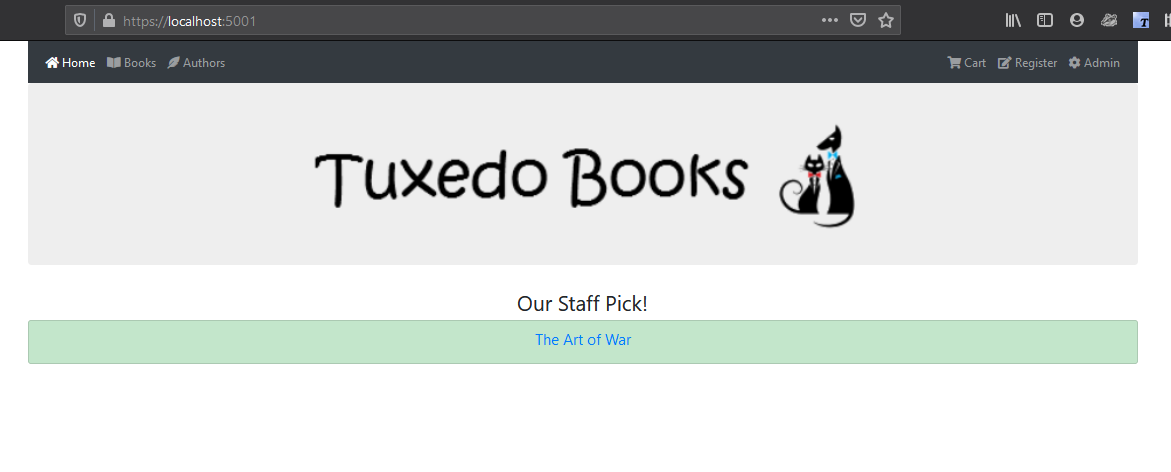 https://localhost:5001
Home Books Authors Cart Register Admin
Tuxedo Books
Our Staff Pick!
The Art of War